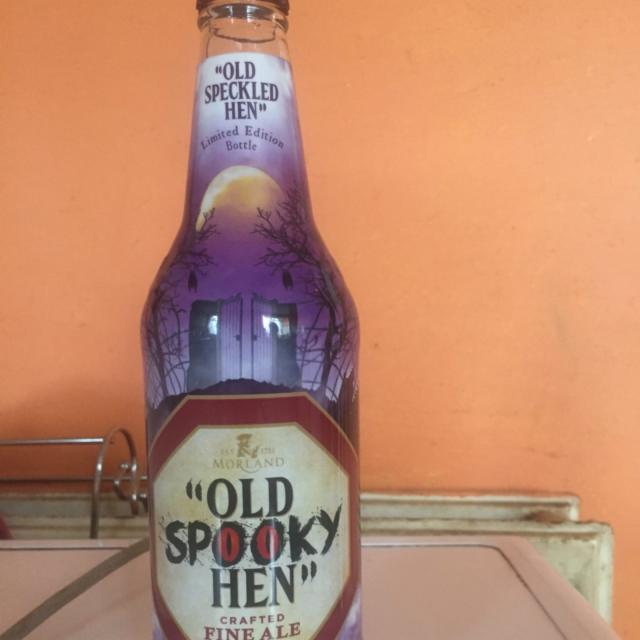 "OLD
SPECKLED
HEN"
Limited Edition
Bottle
EST 1711
MORLAND
"OLD
SPOOKY
HEN"
CRAFTED
FINE ALE